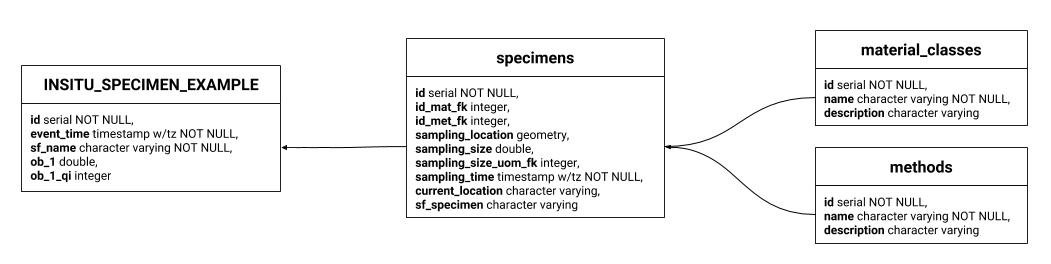 INSITU_SPECIMEN_EXAMPLE
id serial NOT NULL,
event_time timestamp w/tz NOT NULL,
sf_name character varying NOT NULL,
ob_1 double,
ob_1_qi integer
specimens
id serial NOT NULL,
id_mat_fk integer,
id_met_fk integer,
sampling_location geometry,
sampling_size double,
sampling_size_uom_fk integer,
sampling_time timestamp w/tz NOT NULL,
current_location character varying,
sf_specimen character varying
material_classes
id serial NOT NULL,
name character varying NOT NULL,
description character varying
methods
id serial NOT NULL,
name character varying NOT NULL,
description character varying